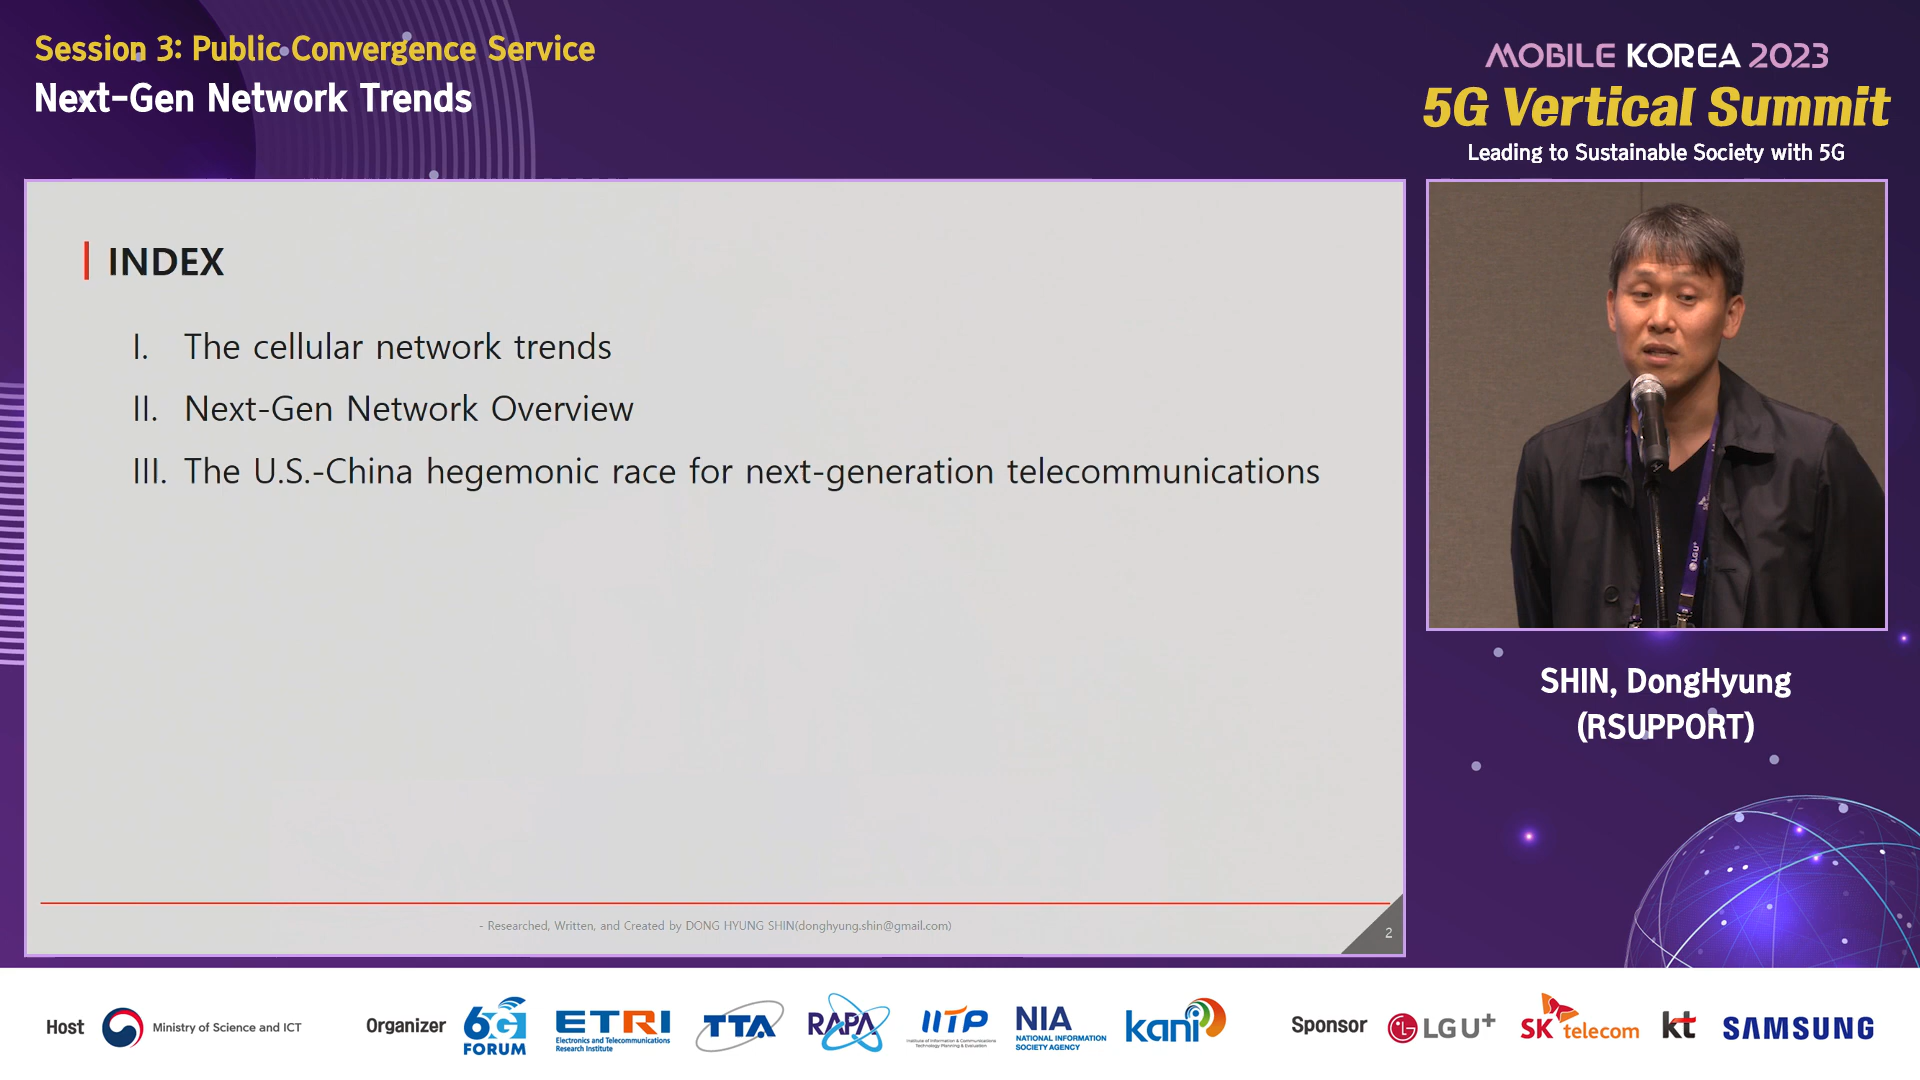 Session 3: Public Convergence Service
Next-Gen Network Trends
MOBILE KOREA 2023
5G Vertical Summit
Leading to Sustainable Society with 5G
INDEX
I. The cellular network trends
II. Next-Gen Network Overview
III. The U.S.-China hegemonic race for next-generation telecommunications
- Researched, Written, and Created by DONG HYUNG SHIN(donghyung.shin@gmail.com)
2
LG U+
SHIN, DongHyung
(RSUPPORT)
Host
Ministry of Science and ICT
Organizer
6G
FORUM
ETRI
Electronics and Telecommunications
Research Institute
TTA
RAPA
IITP
Institute of Information & Communications
Technology Planning & Evaluation
NIA
NATIONAL INFORMATION
SOCIETY AGENCY
kani
Sponsor
LG U+
SK telecom
kt
SAMSUNG